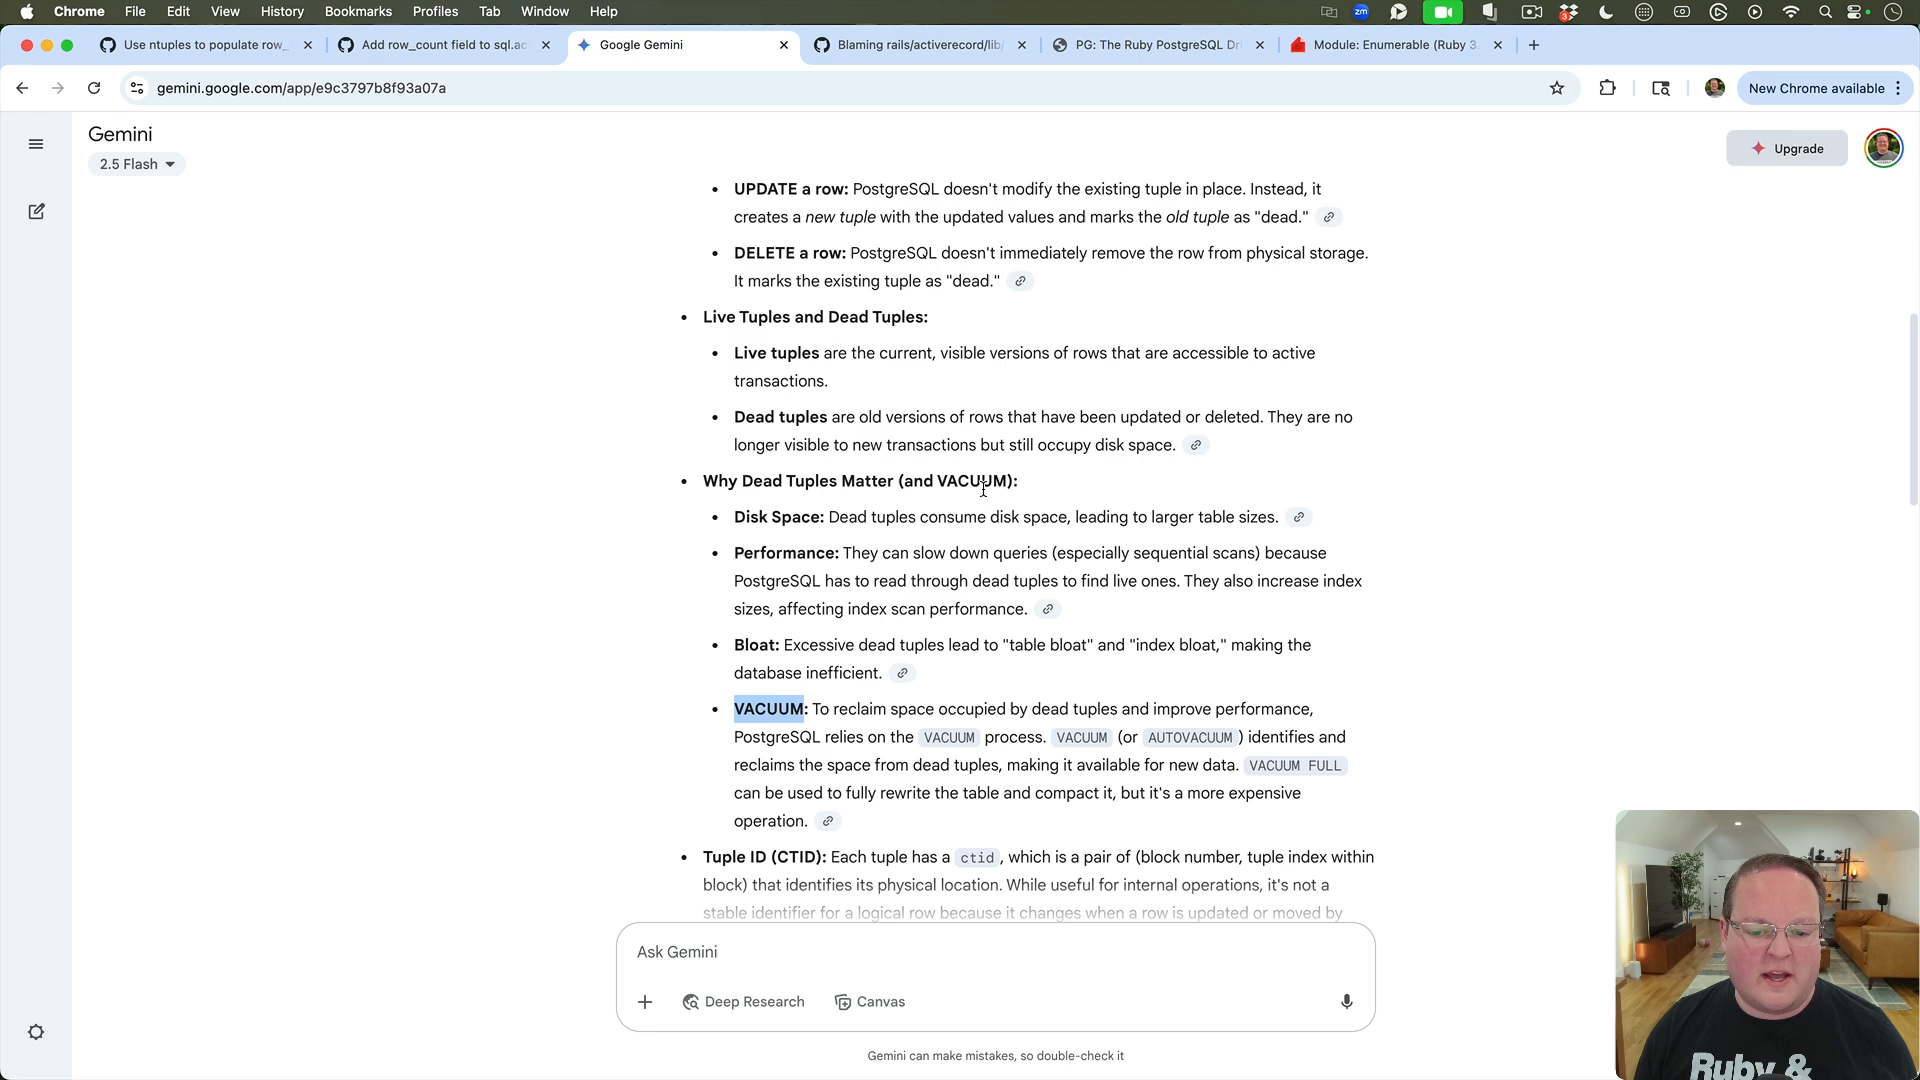 Chrome File Edit View History Bookmarks Profiles Tab Window Help
Use ntuples to populate row_ Add row_count field to sql.ac Google Gemini Blaming rails/activerecord/lib/ PG: The Ruby PostgreSQL Dri Module: Enumerable (Ruby 3.
gemini.google.com/app/e9c3797b8f93a07a
New Chrome available
Gemini
2.5 Flash
Upgrade
UPDATE a row: PostgreSQL doesn't modify the existing tuple in place. Instead, it
creates a new tuple with the updated values and marks the old tuple as "dead."
DELETE a row: PostgreSQL doesn't immediately remove the row from physical storage.
It marks the existing tuple as "dead."
Live Tuples and Dead Tuples:
Live tuples are the current, visible versions of rows that are accessible to active
transactions.
Dead tuples are old versions of rows that have been updated or deleted. They are no
longer visible to new transactions but still occupy disk space.
Why Dead Tuples Matter (and VACUUM):
Disk Space: Dead tuples consume disk space, leading to larger table sizes.
Performance: They can slow down queries (especially sequential scans) because
PostgreSQL has to read through dead tuples to find live ones. They also increase index
sizes, affecting index scan performance.
Bloat: Excessive dead tuples lead to "table bloat" and "index bloat," making the
database inefficient.
VACUUM: To reclaim space occupied by dead tuples and improve performance,
PostgreSQL relies on the VACUUM process. VACUUM (or AUTOVACUUM) identifies and
reclaims the space from dead tuples, making it available for new data. VACUUM FULL
can be used to fully rewrite the table and compact it, but it's a more expensive
operation.
Tuple ID (CTID): Each tuple has a ctid, which is a pair of (block number, tuple index within
block) that identifies its physical location. While useful for internal operations, it's not a
stable identifier for a logical row because it changes when a row is updated or moved by
Ask Gemini
Deep Research Canvas
Gemini can make mistakes, so double-check it
Ruby &